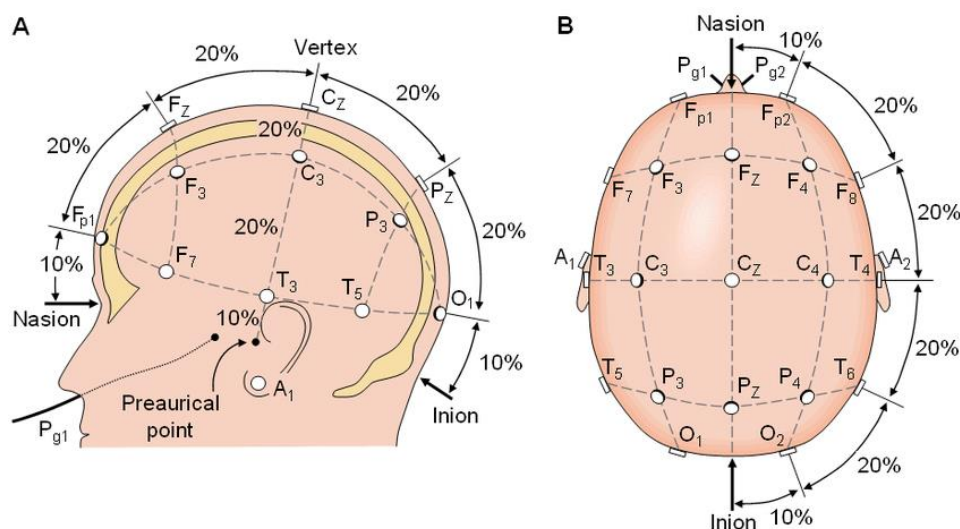 A
Vertex
20%
20%
FZ
CZ
20%
20%
20%
F3
C3
PZ
Fp1
P3
20%
20%
10%
F7
T3
T5
O1
Nasion
10%
10%
A1
Preaurical
point
Inion
Pg1
B
Nasion
10%
Pg1
Pg2
Fp1
Fp2
20%
F7
F3
FZ
F4
F8
20%
A1
T3
C3
CZ
C4
T4
A2
20%
T5
P3
PZ
P4
T6
O1
O2
20%
10%
Inion